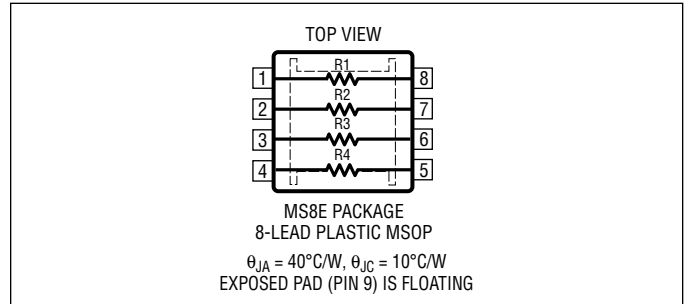 TOP VIEW
1 R1 8
2 R2 7
3 R3 6
4 R4 5
MS8E PACKAGE
8-LEAD PLASTIC MSOP
θJA = 40°C/W, θJC = 10°C/W
EXPOSED PAD (PIN 9) IS FLOATING